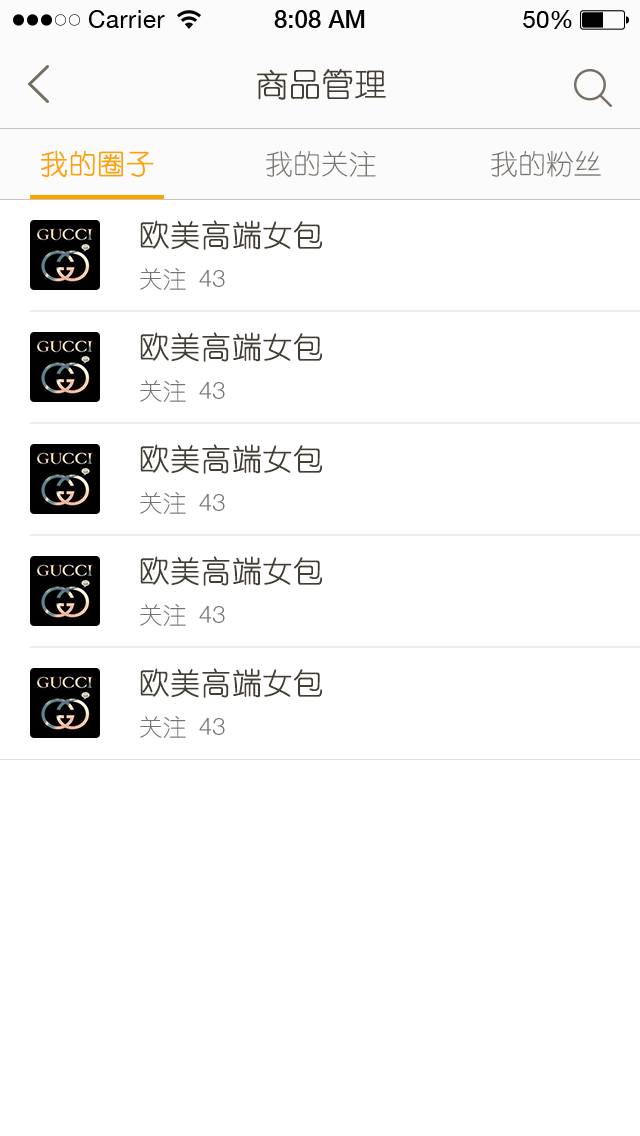 Carrier 8:08 AM 50%
商品管理
我的圈子 我的关注 我的粉丝
GUCCI
欧美高端女包
关注 43
GUCCI
欧美高端女包
关注 43
GUCCI
欧美高端女包
关注 43
GUCCI
欧美高端女包
关注 43
GUCCI
欧美高端女包
关注 43